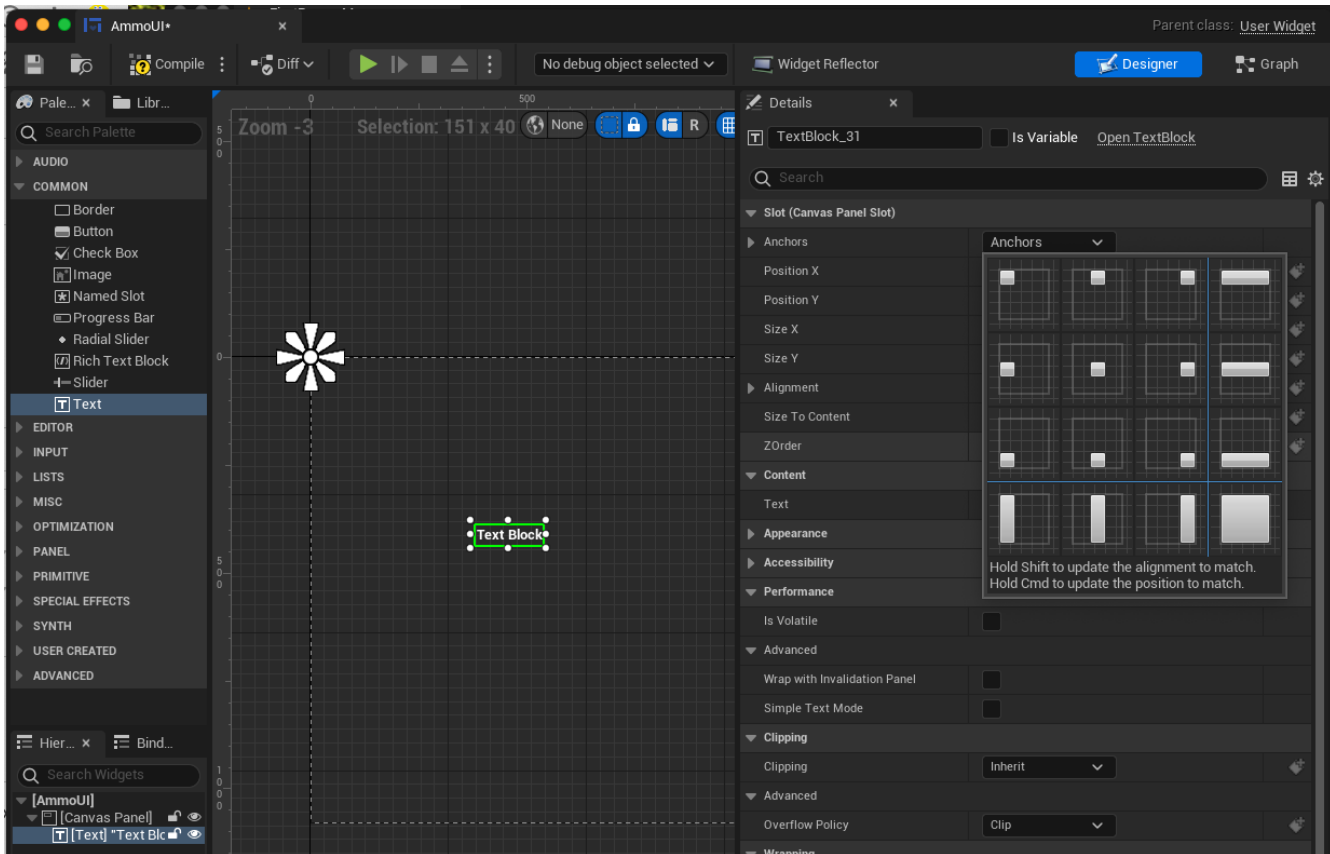 AmmoUI*
Parent class: User Widget
Compile
Diff
No debug object selected
Widget Reflector
Designer
Graph
Pale...
Libr...
Search Palette
AUDIO
COMMON
Border
Button
Check Box
Image
Named Slot
Progress Bar
Radial Slider
Rich Text Block
Slider
Text
EDITOR
INPUT
LISTS
MISC
OPTIMIZATION
PANEL
PRIMITIVE
SPECIAL EFFECTS
SYNTH
USER CREATED
ADVANCED
Hier...
Bind...
Search Widgets
[AmmoUI]
[Canvas Panel]
[Text] "Text Blc
0
500
Zoom -3
Selection: 151 x 40
None
R
500
0
500
1000
Text Block
Details
TextBlock_31
Is Variable
Open TextBlock
Search
Slot (Canvas Panel Slot)
Anchors
Anchors
Position X
Position Y
Size X
Size Y
Alignment
Size To Content
ZOrder
Content
Text
Appearance
Accessibility
Hold Shift to update the alignment to match.
Hold Cmd to update the position to match.
Performance
Is Volatile
Advanced
Wrap with Invalidation Panel
Simple Text Mode
Clipping
Clipping
Inherit
Advanced
Overflow Policy
Clip
Wrapping